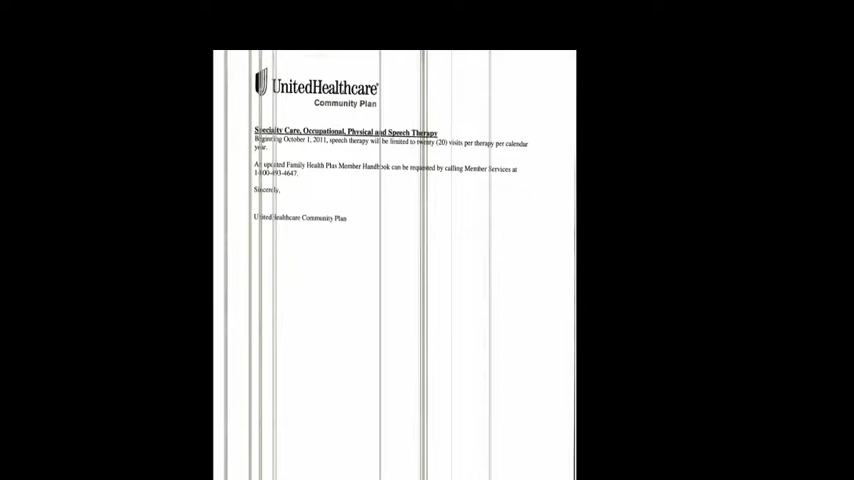 UnitedHealthcare®
Community Plan
Specialty Care, Occupational, Physical and Speech Therapy
Beginning October 1, 2011, speech therapy will be limited to twenty (20) visits per therapy per calendar
year.
An updated Family Health Plus Member Handbook can be requested by calling Member Services at
1-800-493-4647.
Sincerely,
UnitedHealthcare Community Plan